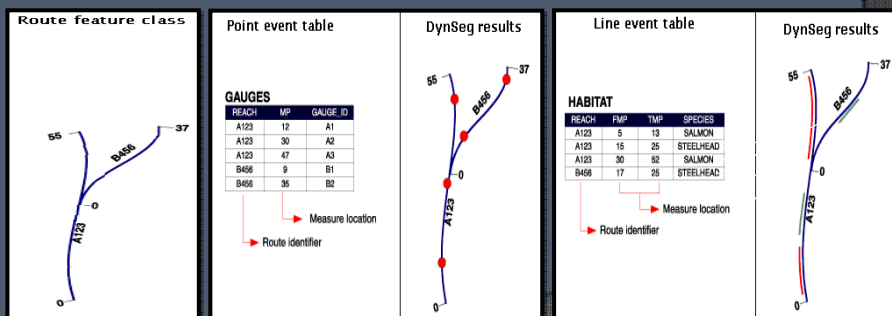 Route feature class
55
37
B456
0
A123
0
Point event table
GAUGES
REACH MP GAUGE_ID
A123 12 A1
A123 30 A2
A123 47 A3
B456 9 B1
B456 35 B2
Measure location
Route identifier
DynSeg results
55
37
B456
0
A123
0
Line event table
HABITAT
REACH FMP TMP SPECIES
A123 5 13 SALMON
A123 15 25 STEELHEAD
A123 30 52 SALMON
B456 17 25 STEELHEAD
Measure location
Route identifier
DynSeg results
55
37
B456
0
A123
0